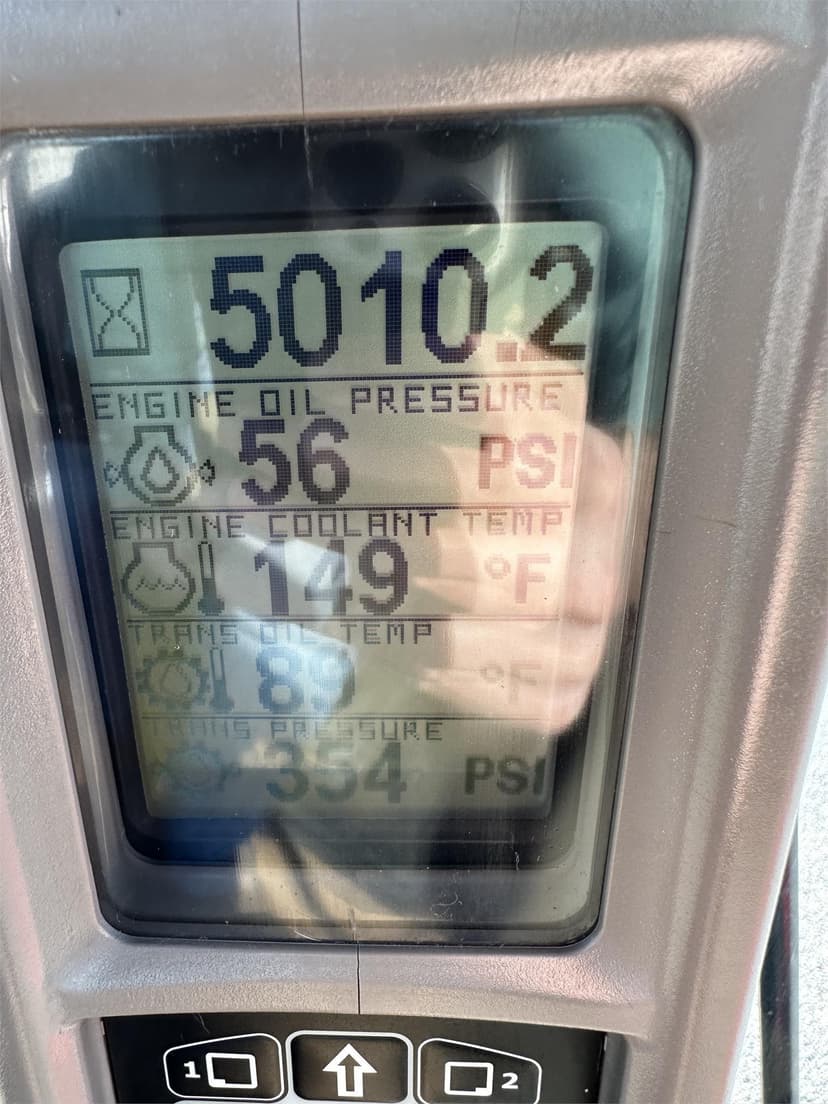 5010.2
ENGINE OIL PRESSURE
56 PSI
ENGINE COOLANT TEMP
149 °F
TRANS OIL TEMP
89 °F
TRANS PRESSURE
354 PSI
1 2